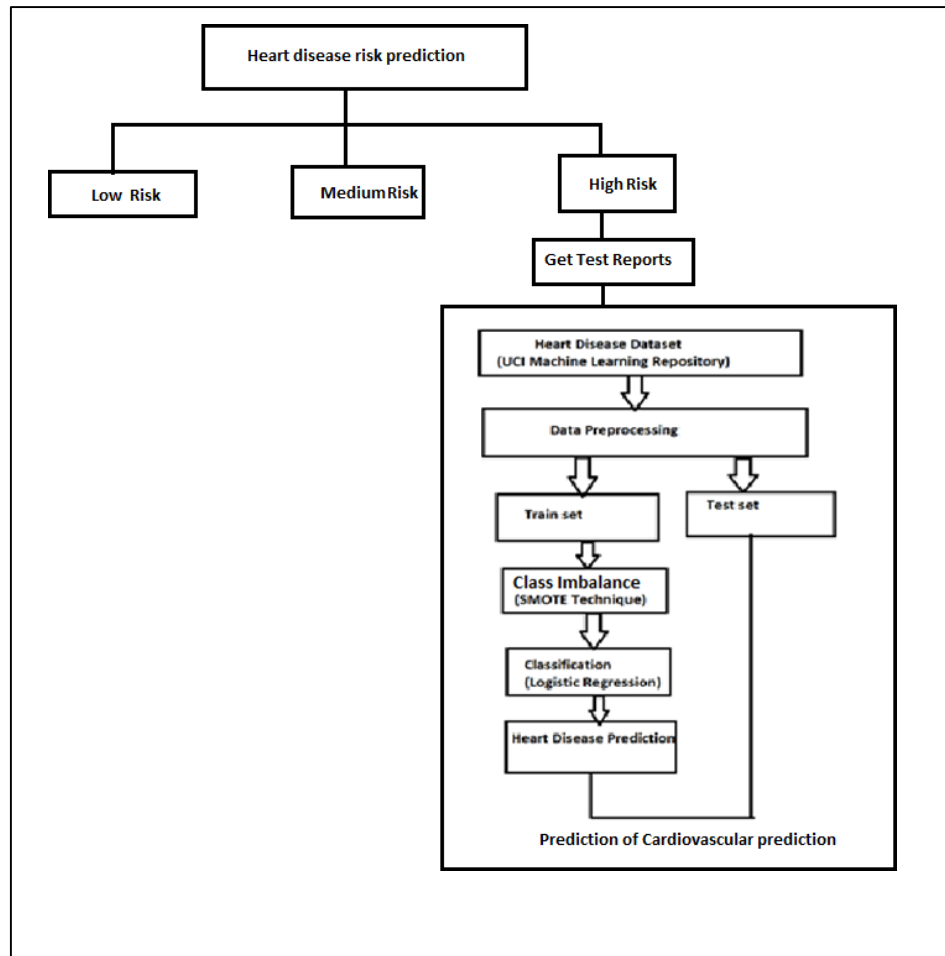 Heart disease risk prediction
Low Risk
Medium Risk
High Risk
Get Test Reports
Heart Disease Dataset
(UCI Machine Learning Repository)
Data Preprocessing
Train set
Test set
Class Imbalance
(SMOTE Technique)
Classification
(Logistic Regression)
Heart Disease Prediction
Prediction of Cardiovascular prediction